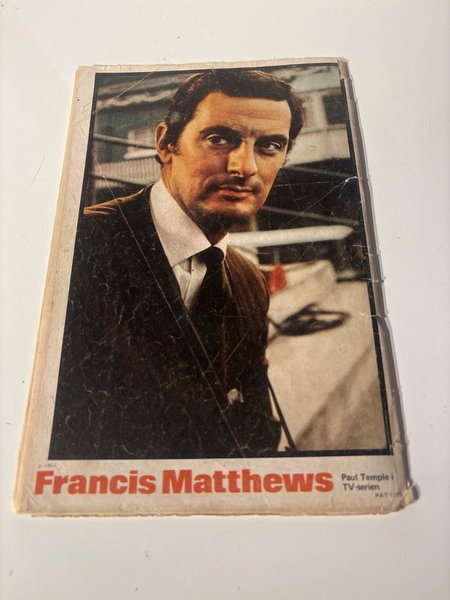 Francis Matthews
Paul Temple i
TV-serien